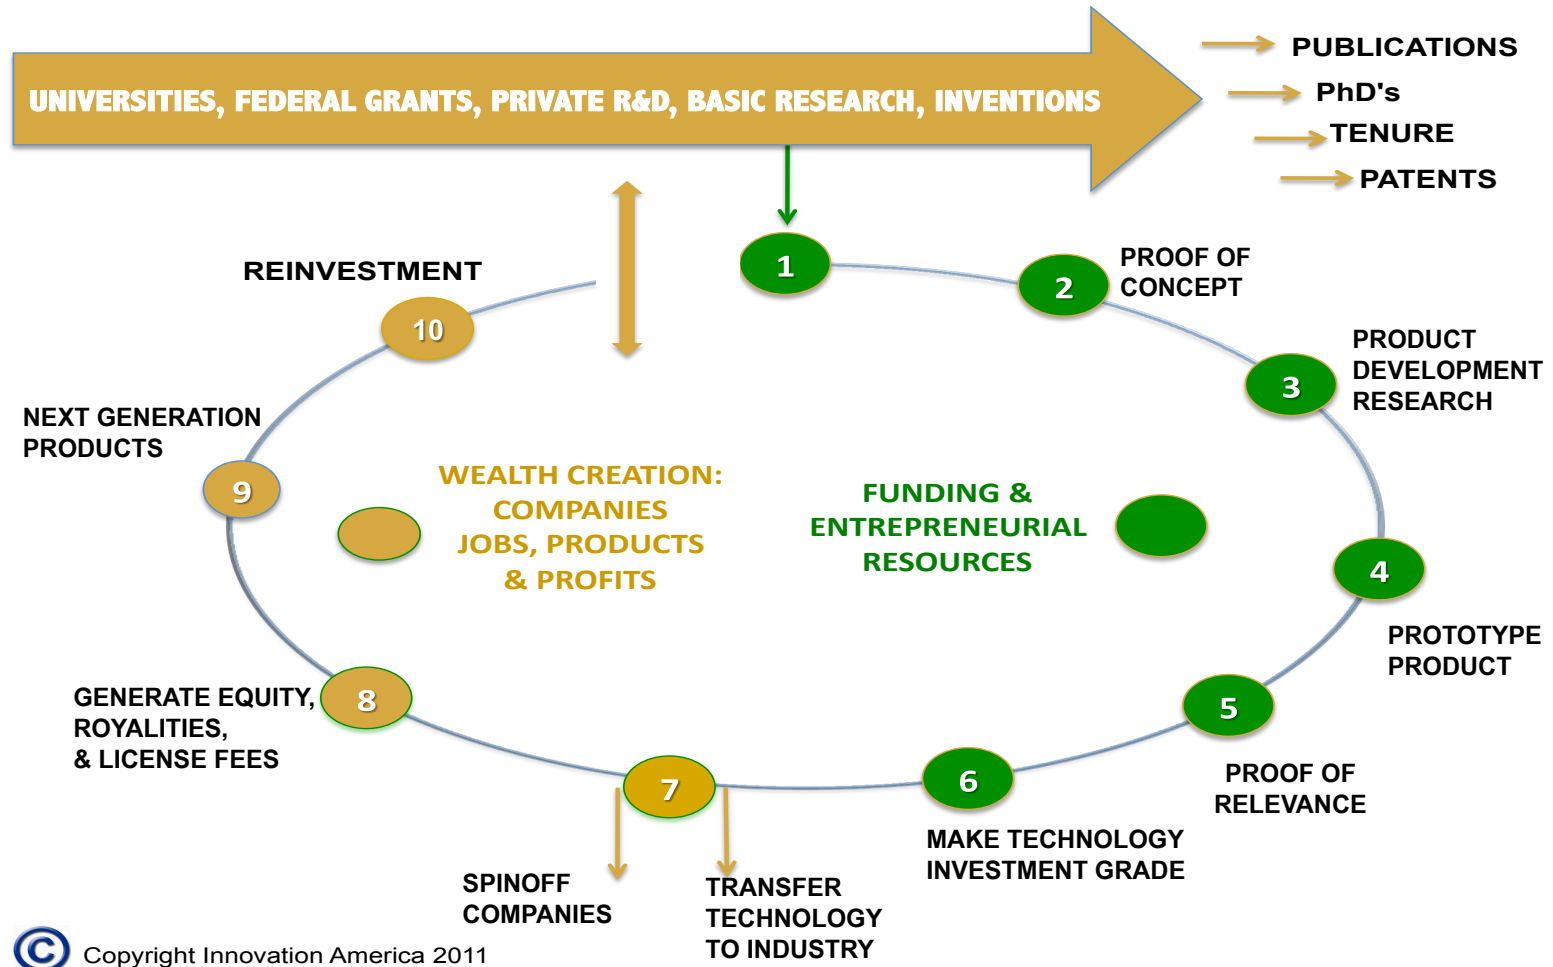 UNIVERSITIES, FEDERAL GRANTS, PRIVATE R&D, BASIC RESEARCH, INVENTIONS
PUBLICATIONS
PhD's
TENURE
PATENTS
1
2
PROOF OF
CONCEPT
3
PRODUCT
DEVELOPMENT
RESEARCH
4
PROTOTYPE
PRODUCT
5
PROOF OF
RELEVANCE
6
MAKE TECHNOLOGY
INVESTMENT GRADE
7
SPINOFF
COMPANIES
TRANSFER
TECHNOLOGY
TO INDUSTRY
8
GENERATE EQUITY,
ROYALITIES,
& LICENSE FEES
9
NEXT GENERATION
PRODUCTS
10
REINVESTMENT
WEALTH CREATION:
COMPANIES
JOBS, PRODUCTS
& PROFITS
FUNDING &
ENTREPRENEURIAL
RESOURCES
© Copyright Innovation America 2011